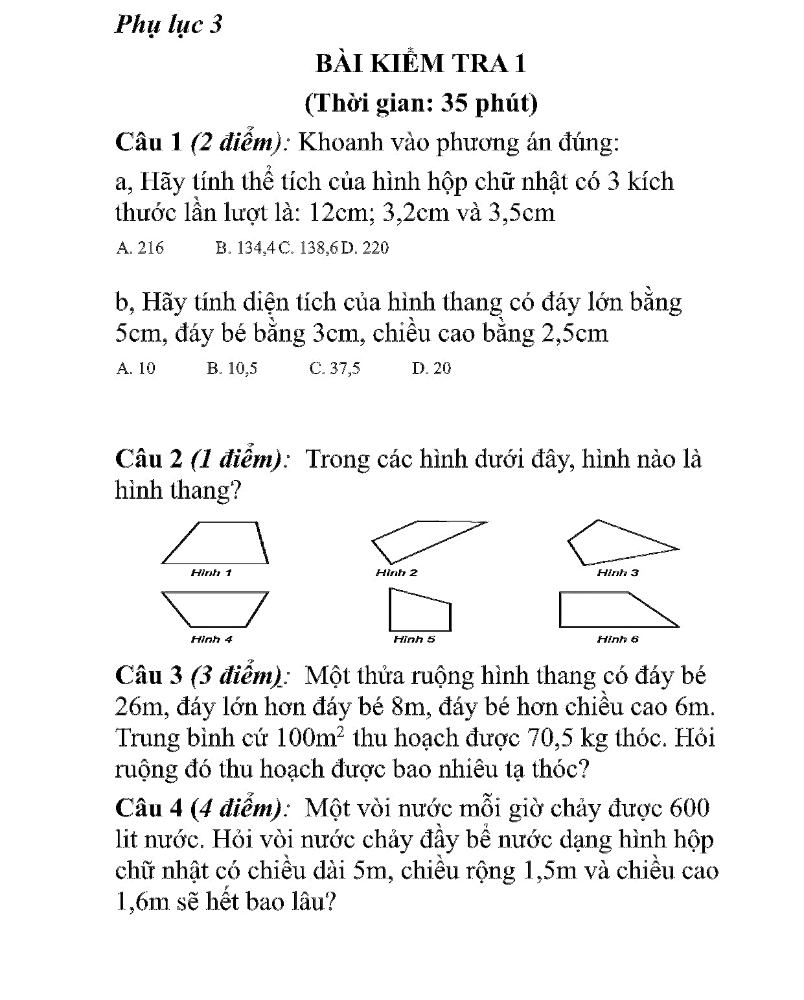 Phụ lục 3
BÀI KIỂM TRA 1
(Thời gian: 35 phút)
Câu 1 (2 điểm): Khoanh vào phương án đúng:
a, Hãy tính thể tích của hình hộp chữ nhật có 3 kích
thước lần lượt là: 12cm; 3,2cm và 3,5cm
A. 216 B. 134,4 C. 138,6 D. 220
b, Hãy tính diện tích của hình thang có đáy lớn bằng
5cm, đáy bé bằng 3cm, chiều cao bằng 2,5cm
A. 10 B. 10,5 C. 37,5 D. 20
Câu 2 (1 điểm): Trong các hình dưới đây, hình nào là
hình thang?
Hình 1 Hình 2 Hình 3
Hình 4 Hình 5 Hình 6
Câu 3 (3 điểm): Một thửa ruộng hình thang có đáy bé
26m, đáy lớn hơn đáy bé 8m, đáy bé hơn chiều cao 6m.
Trung bình cứ 100m² thu hoạch được 70,5 kg thóc. Hỏi
ruộng đó thu hoạch được bao nhiêu tạ thóc?
Câu 4 (4 điểm): Một vòi nước mỗi giờ chảy được 600
lit nước. Hỏi vòi nước chảy đầy bể nước dạng hình hộp
chữ nhật có chiều dài 5m, chiều rộng 1,5m và chiều cao
1,6m sẽ hết bao lâu?